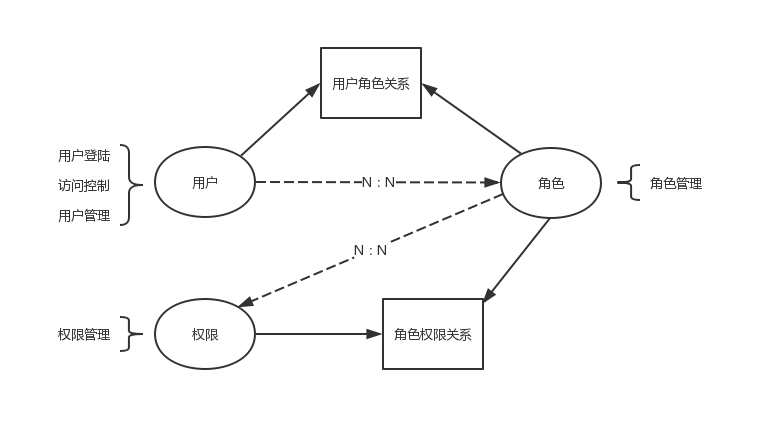 用户角色关系
用户登陆
访问控制
用户管理
用户
N : N
角色
角色管理
N : N
权限管理
权限
角色权限关系